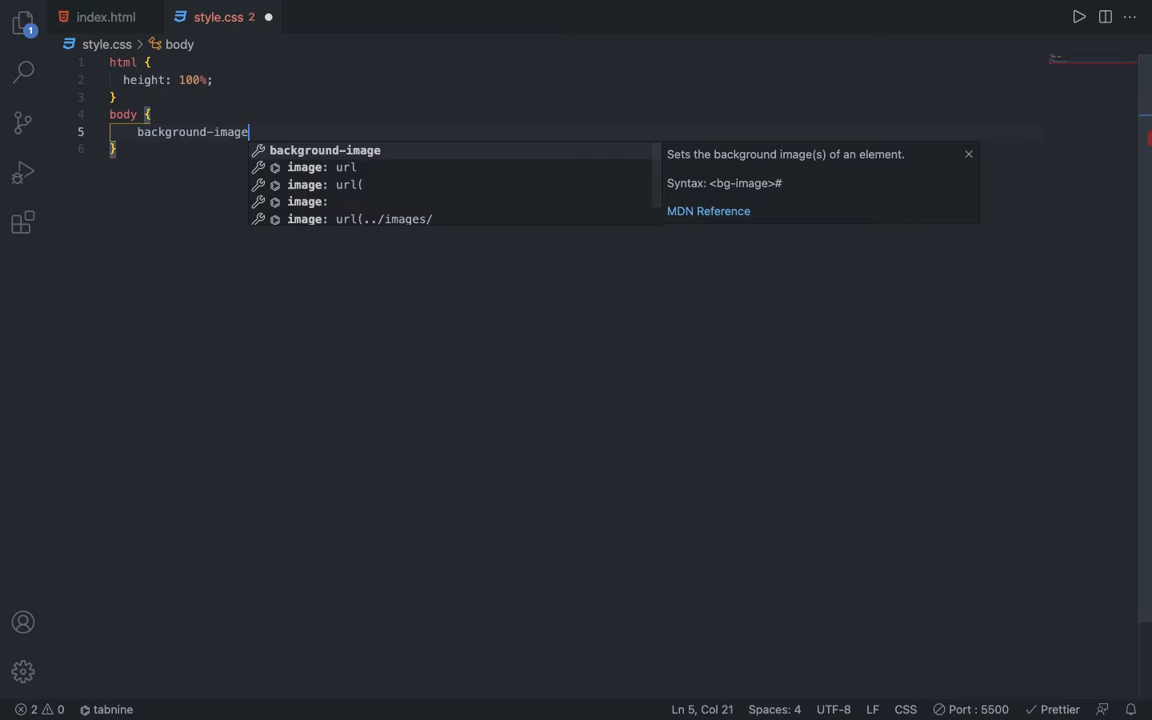 index.html
style.css 2
style.css > body
1 html {
2 height: 100%;
3 }
4 body {
5 background-image
6 }
background-image
image: url
image: url(
image:
image: url(../images/
Sets the background image(s) of an element.
Syntax: <bg-image>#
MDN Reference
1
2 0 tabnine
Ln 5, Col 21 Spaces: 4 UTF-8 LF CSS Port : 5500 Prettier